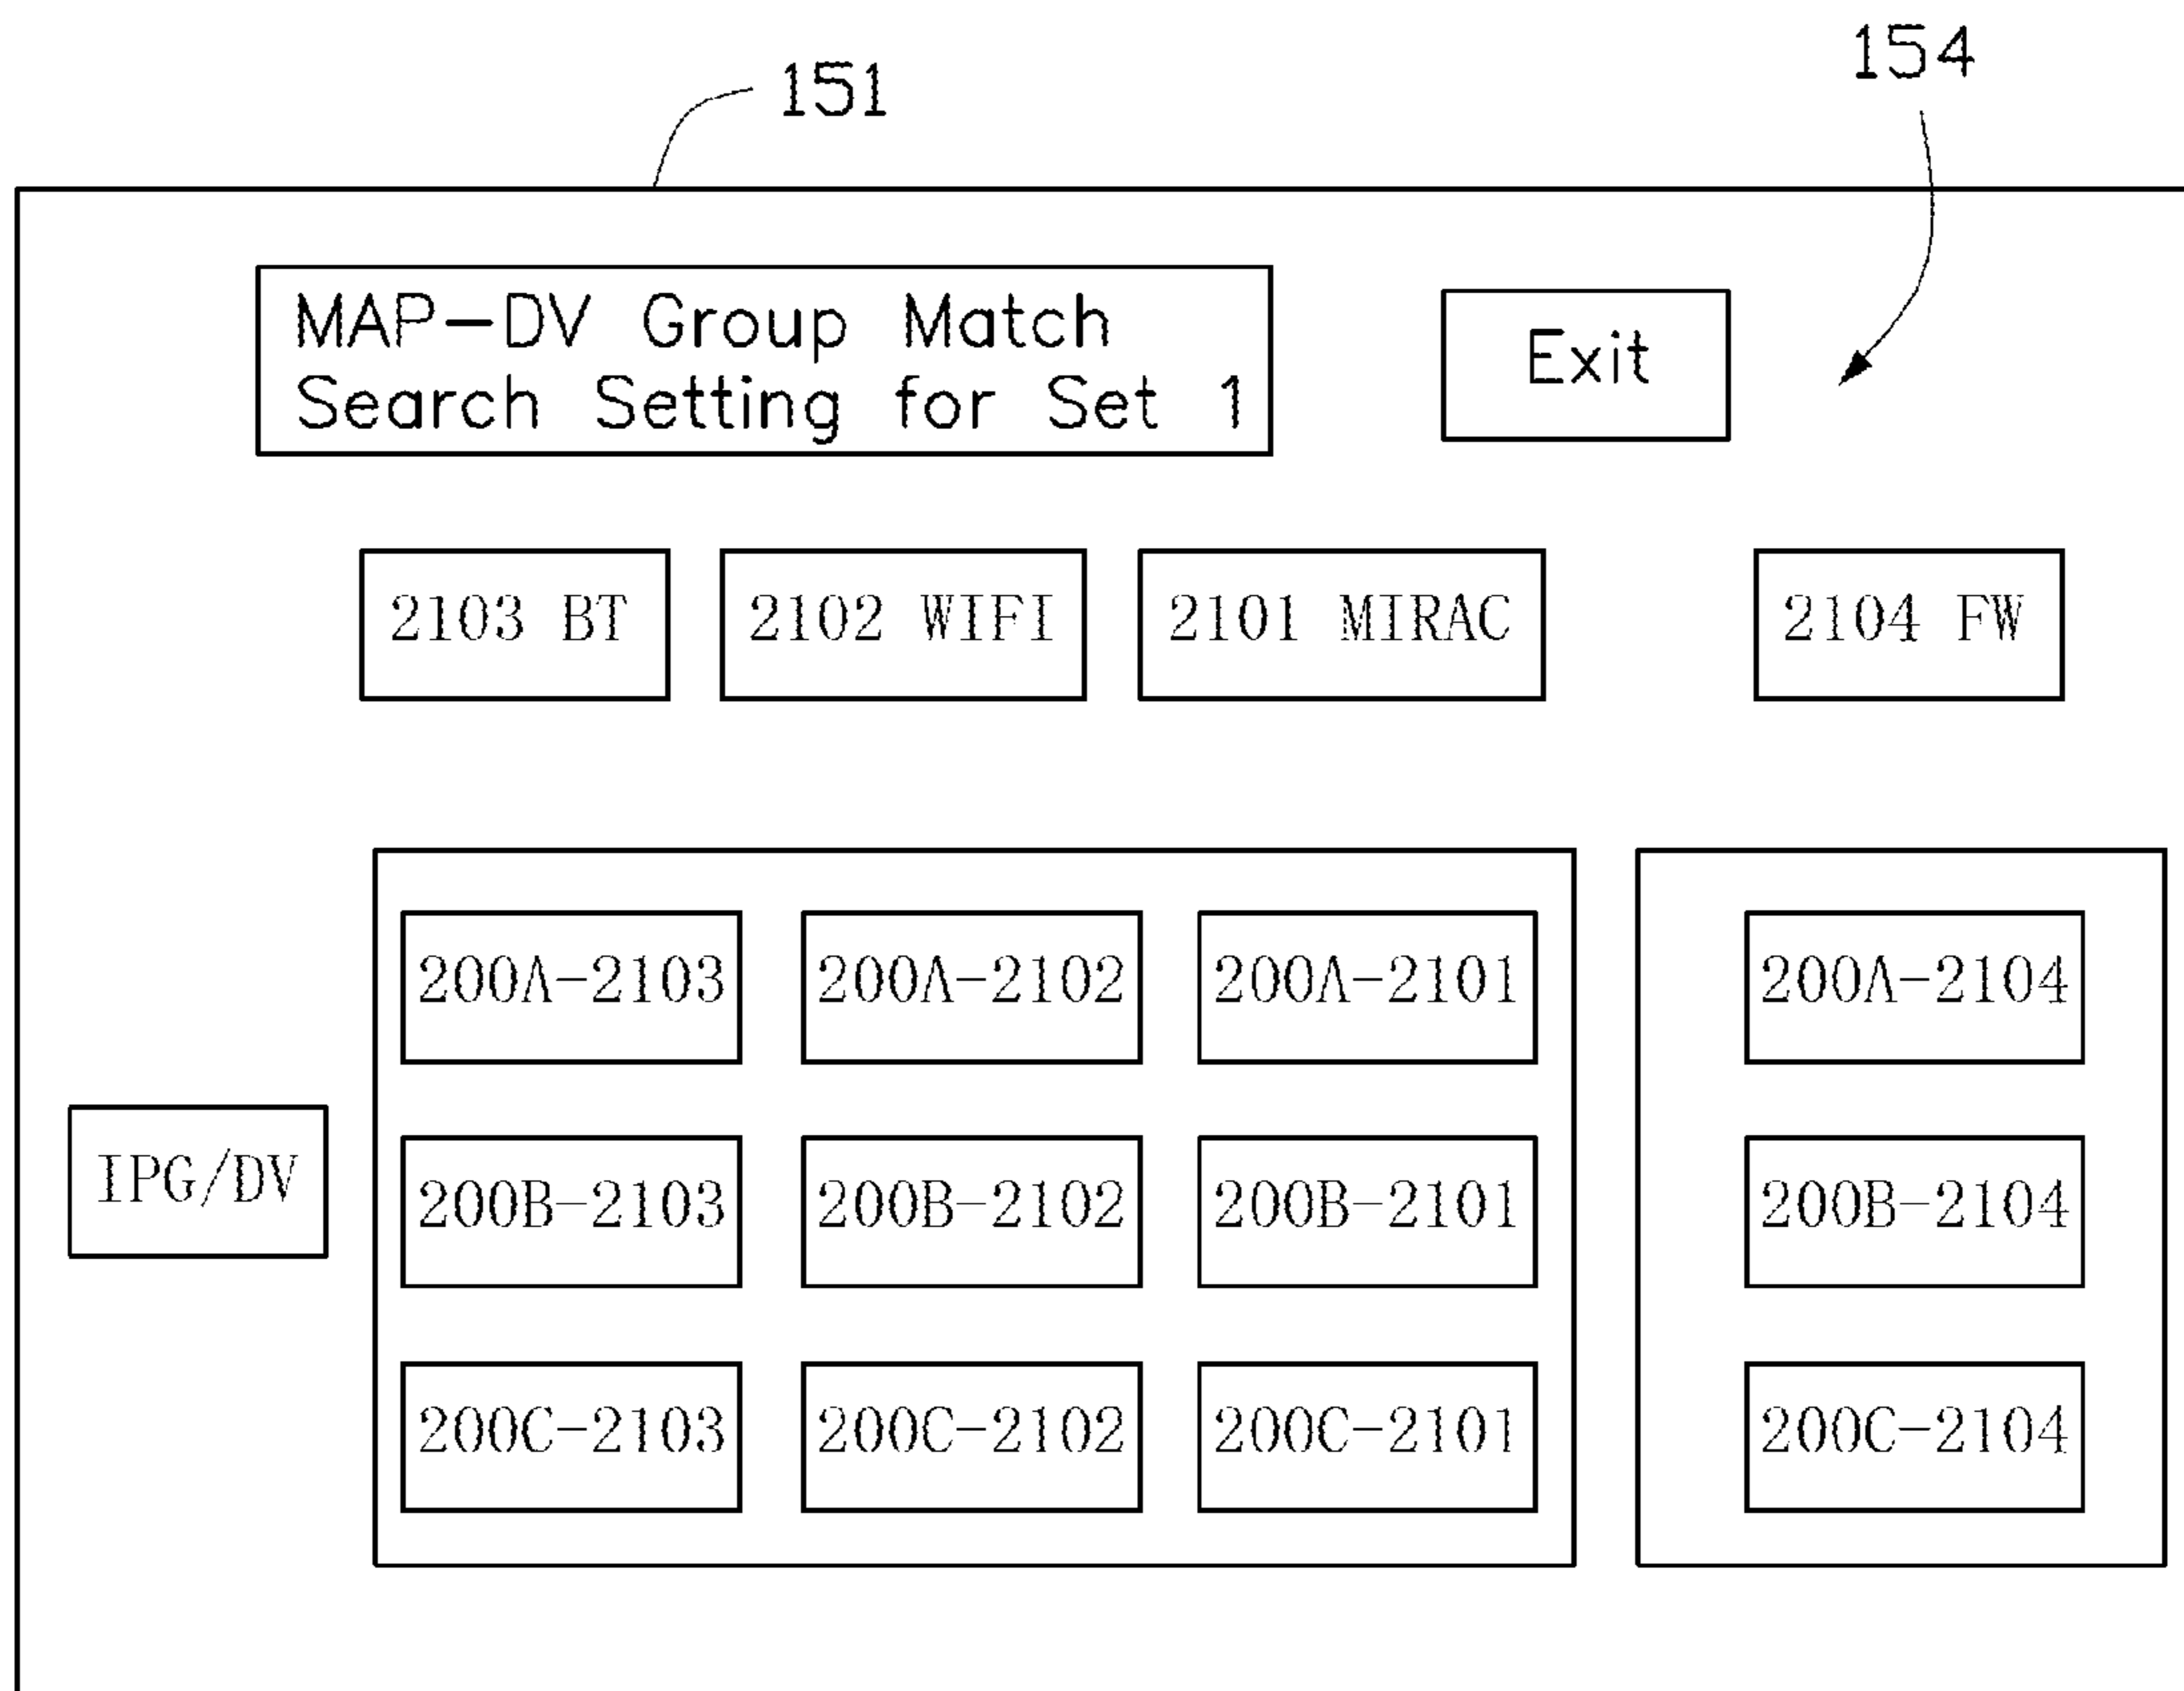 151
154
MAP-DV Group Match
Search Setting for Set 1
Exit
2103 BT
2102 WIFI
2101 MIRAC
2104 FW
200A-2103
200A-2102
200A-2101
200A-2104
IPG/DV
200B-2103
200B-2102
200B-2101
200B-2104
200C-2103
200C-2102
200C-2101
200C-2104